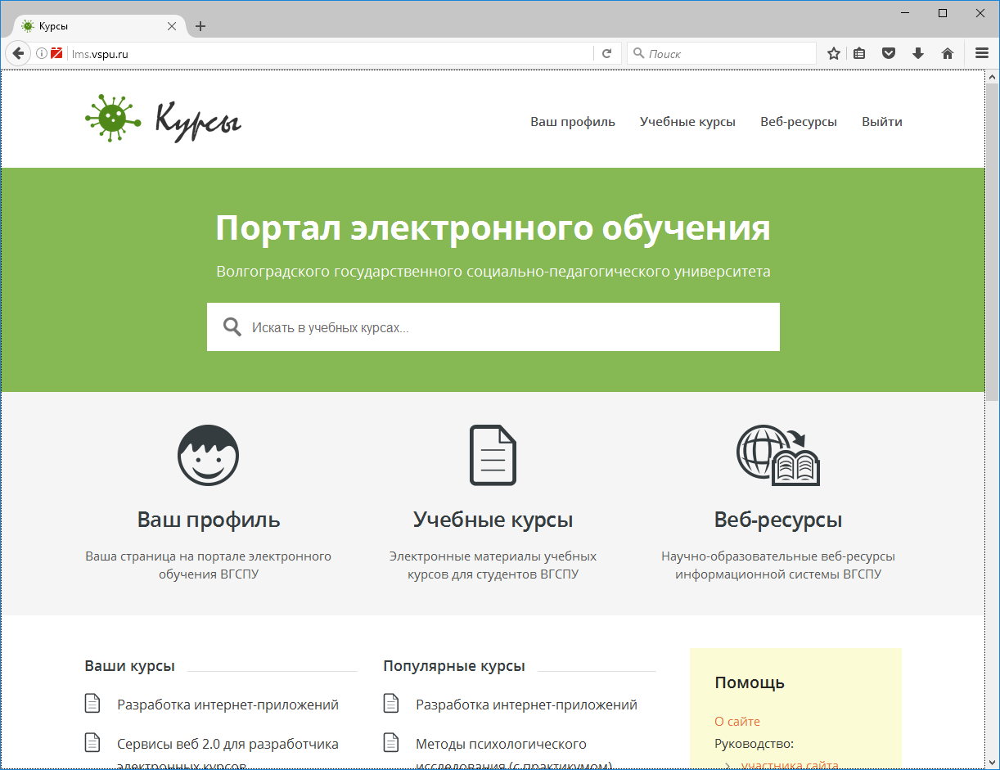 Курсы
lms.vspu.ru
Поиск
Курсы
Ваш профиль
Учебные курсы
Веб-ресурсы
Выйти
Портал электронного обучения
Волгоградского государственного социально-педагогического университета
Искать в учебных курсах...
Ваш профиль
Ваша страница на портале электронного
обучения ВГСПУ
Учебные курсы
Электронные материалы учебных
курсов для студентов ВГСПУ
Веб-ресурсы
Научно-образовательные веб-ресурсы
информационной системы ВГСПУ
Ваши курсы
Разработка интернет-приложений
Сервисы веб 2.0 для разработчика
электронных курсов
Популярные курсы
Разработка интернет-приложений
Методы психологического
исследования (с практикумом)
Помощь
О сайте
Руководство:
участника сайта